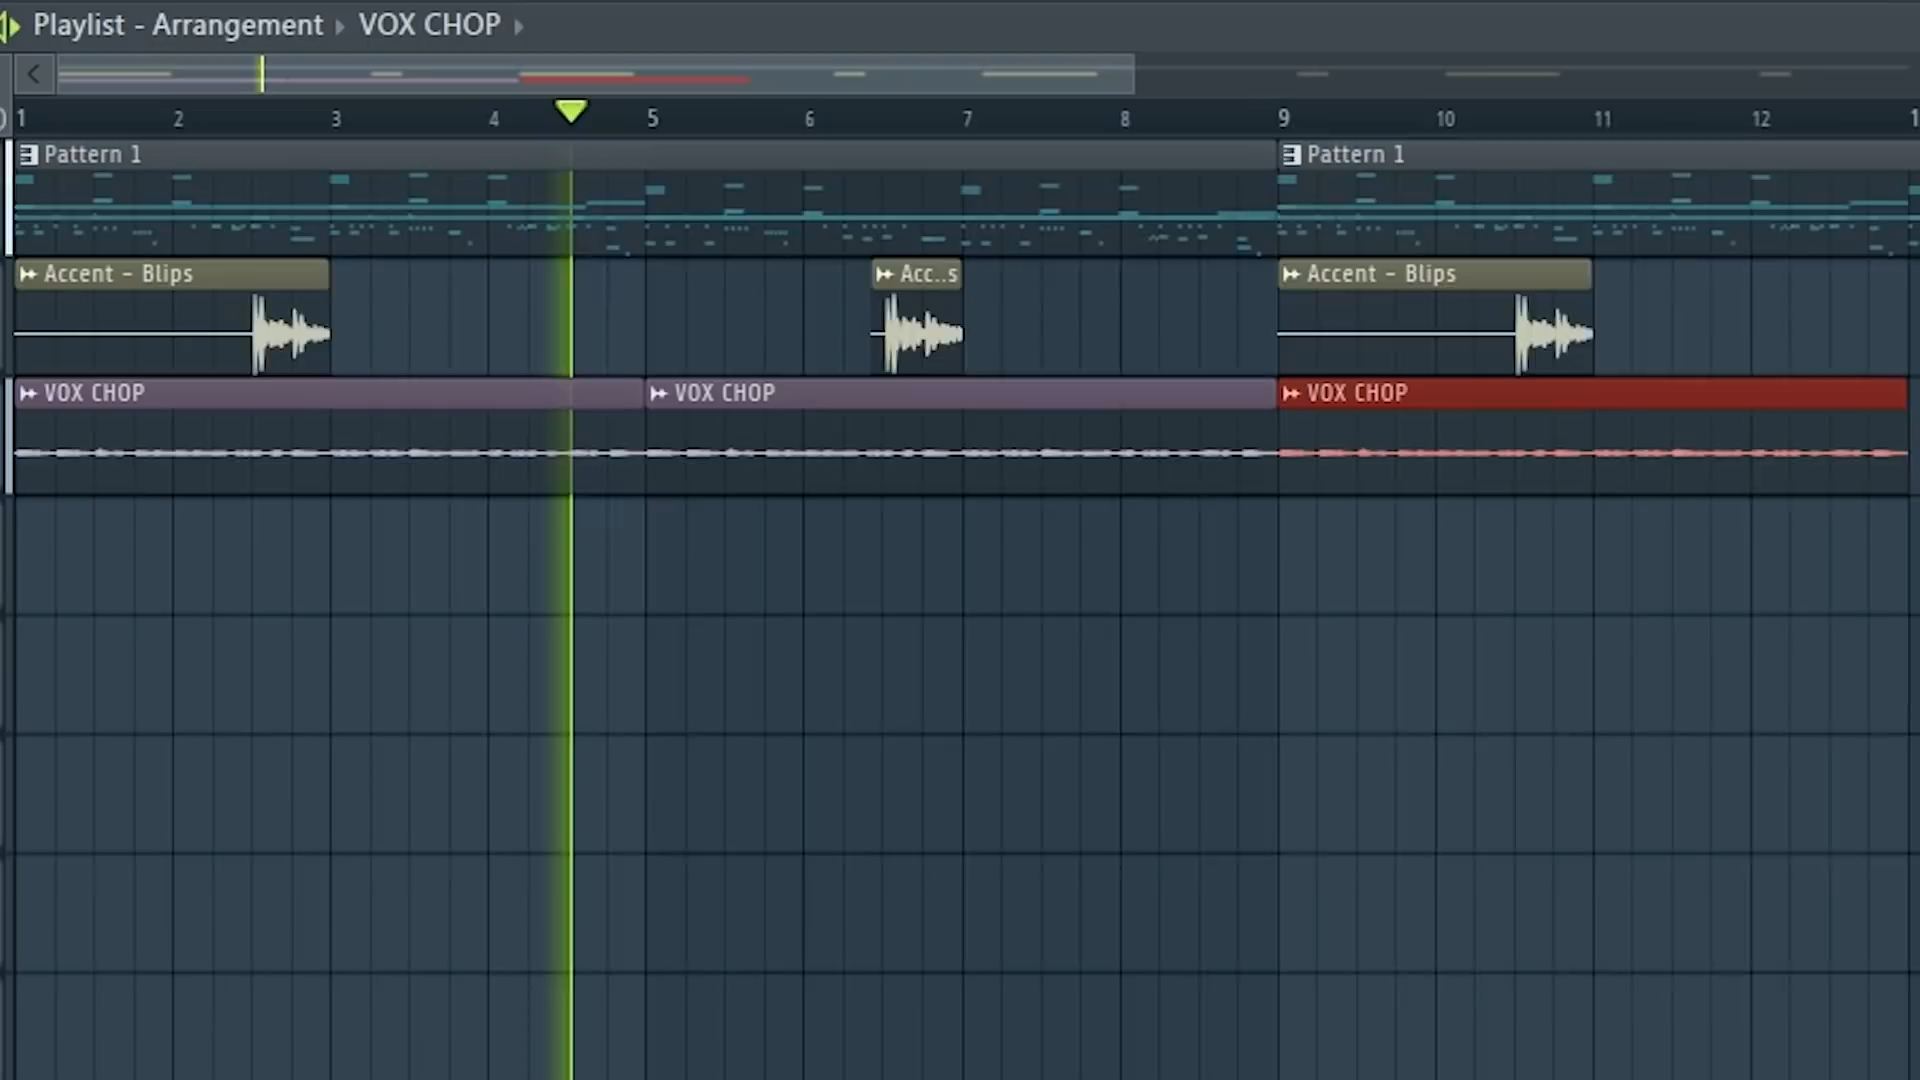 Playlist - Arrangement VOX CHOP
1 2 3 4 5 6 7 8 9 10 11 12
Pattern 1 Pattern 1
Accent - Blips Acc..s Accent - Blips
VOX CHOP VOX CHOP VOX CHOP